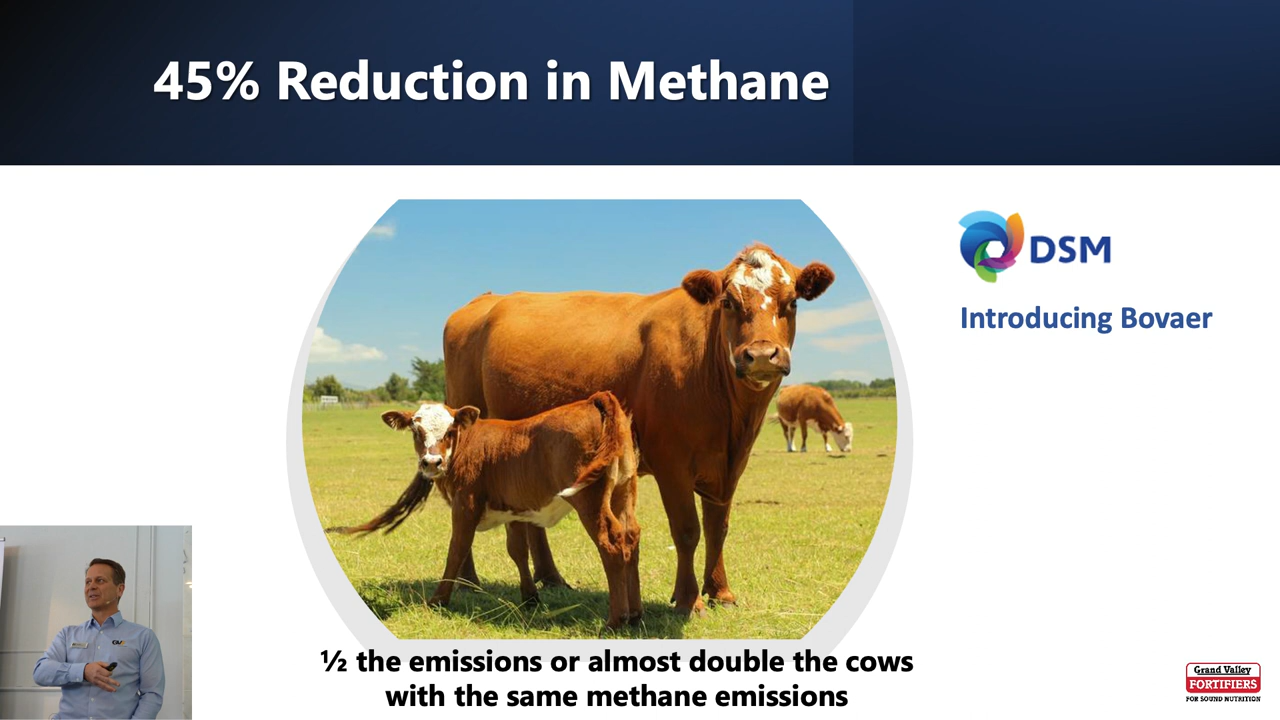 45% Reduction in Methane
DSM
Introducing Bovaer
½ the emissions or almost double the cows
with the same methane emissions
Grand Valley
FORTIFIERS
FOR SOUND NUTRITION